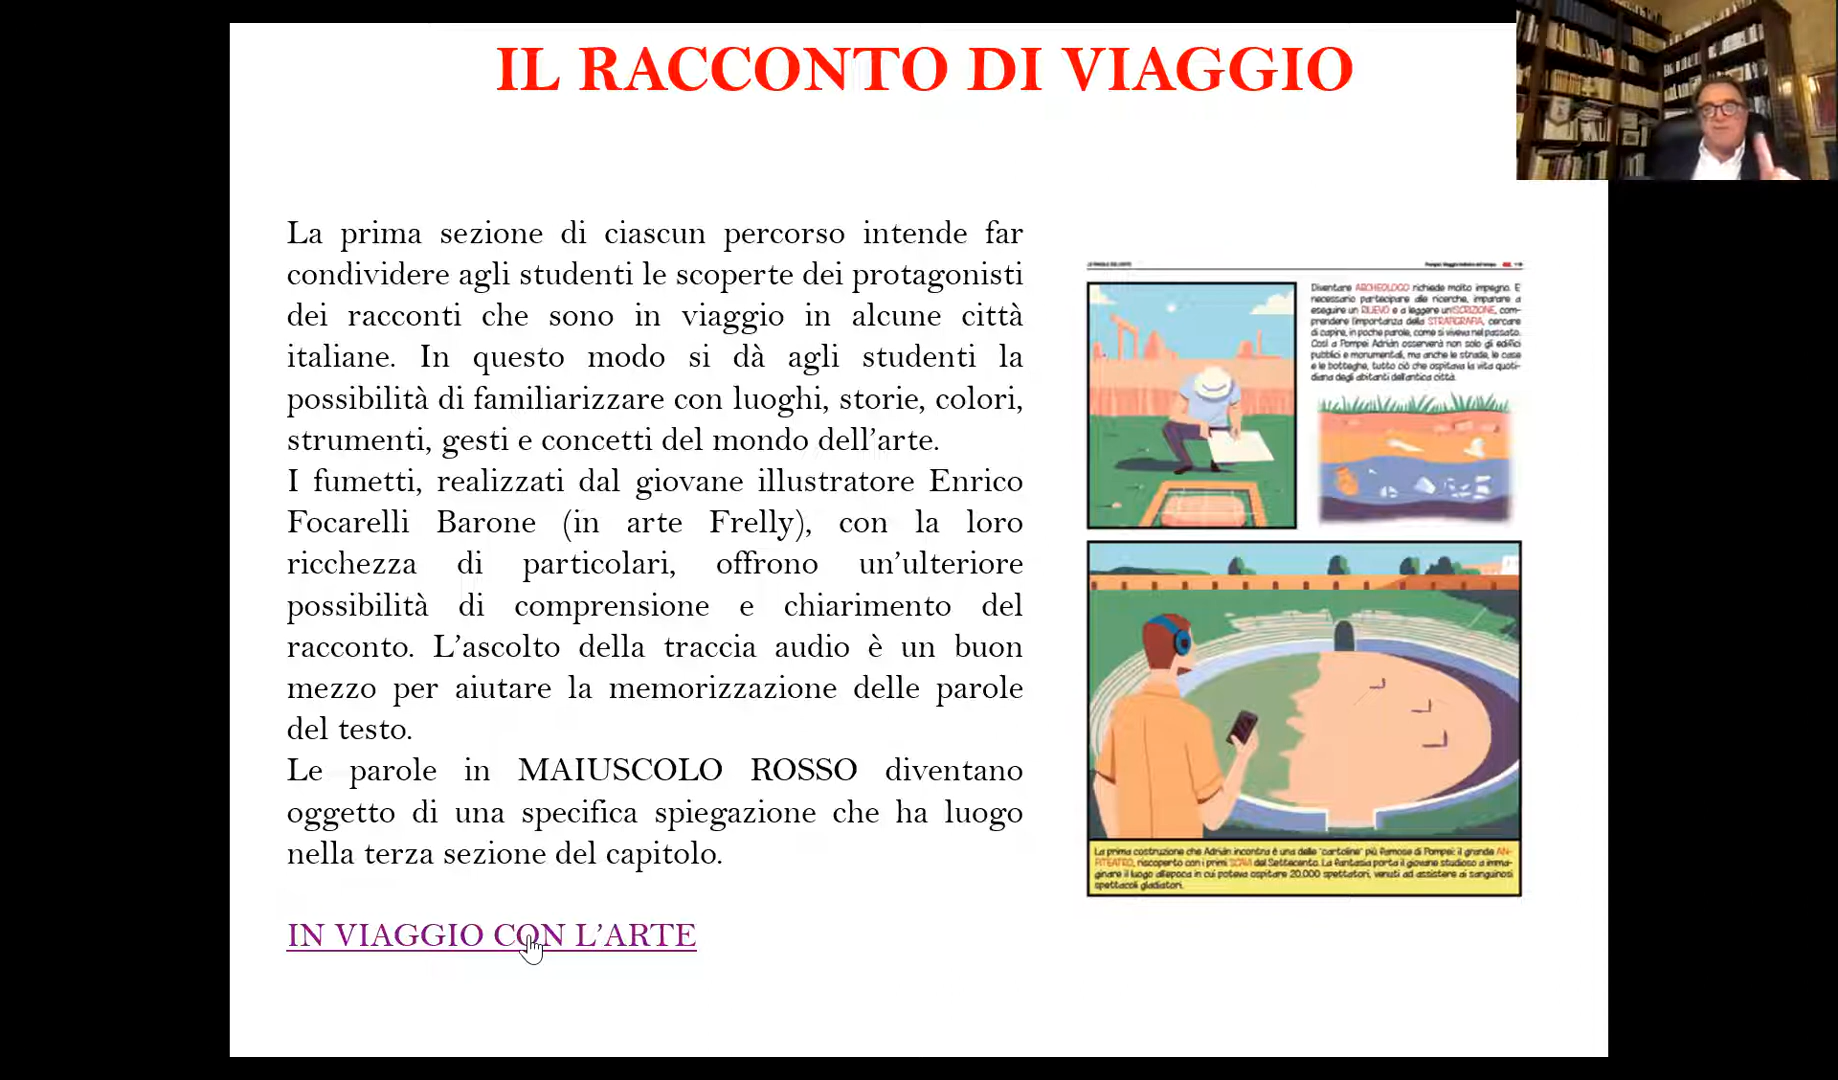 IL RACCONTO DI VIAGGIO
La prima sezione di ciascun percorso intende far
condividere agli studenti le scoperte dei protagonisti
dei racconti che sono in viaggio in alcune città
italiane. In questo modo si dà agli studenti la
possibilità di familiarizzare con luoghi, storie, colori,
strumenti, gesti e concetti del mondo dell’arte.
I fumetti, realizzati dal giovane illustratore Enrico
Focarelli Barone (in arte Frelly), con la loro
ricchezza di particolari, offrono un’ulteriore
possibilità di comprensione e chiarimento del
racconto. L’ascolto della traccia audio è un buon
mezzo per aiutare la memorizzazione delle parole
del testo.
Le parole in MAIUSCOLO ROSSO diventano
oggetto di una specifica spiegazione che ha luogo
nella terza sezione del capitolo.
IN VIAGGIO CON L’ARTE
Diventare ARCHEOLOGO richiede molto impegno. E'
necessario partecipare alle ricerche, imparare a
eseguire un RILIEVO e a leggere un'ISCRIZIONE, com-
prendere l'importanza della STRATIGRAFIA, cercare
di capire, in poche parole, come si viveva nel passato.
Così a Pompei Adrián osserverà non solo gli edifici
pubblici e monumentali, ma anche le strade, le case
e le botteghe, tutto ciò che ospitava la vita quoti-
diana degli abitanti dell'antica città.
La prima costruzione che Adrián incontra è una delle "cartoline" più famose di Pompei: il grande AN-
FITEATRO, riscoperto con i primi SCAVI del Settecento. La fantasia porta il giovane studioso a imma-
ginare il luogo all'epoca in cui poteva ospitare 20.000 spettatori, venuti ad assistere ai sanguinosi
spettacoli gladiatori.